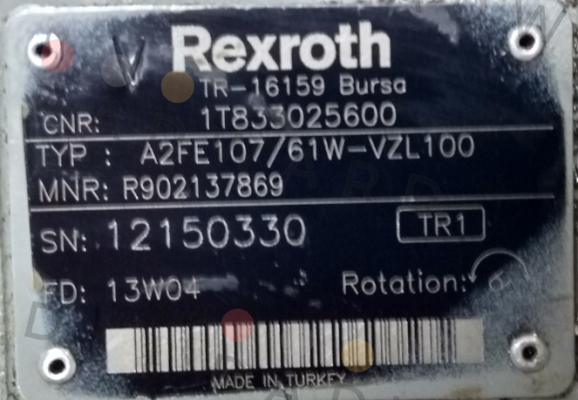 V Rexroth
TR-16159 Bursa
CNR: 1T833025600
TYP : A2FE107/61W-VZL100
MNR: R902137869
SN: 12150330 TR1
FD: 13W04 Rotation:
MADE IN TURKEY